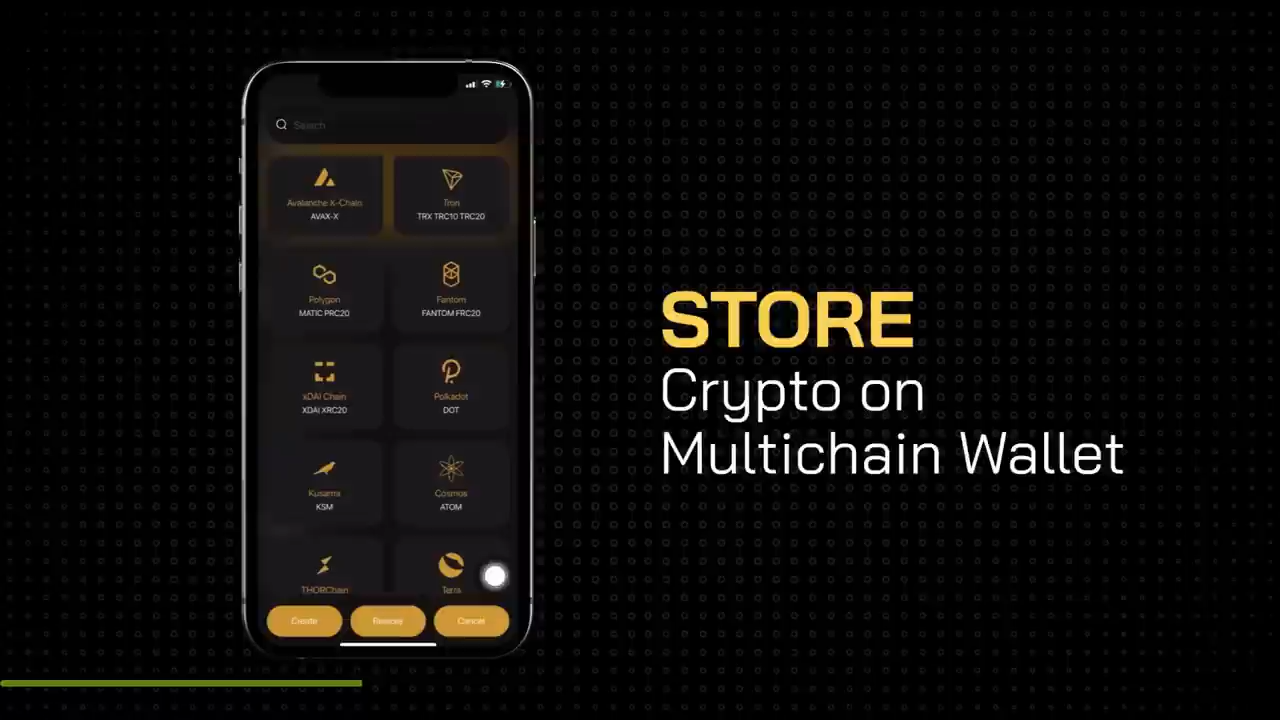 Search
Avalanche X-Chain
AVAX-X
Tron
TRX TRC10 TRC20
Polygon
MATIC PRC20
Fantom
FANTOM FRC20
xDAI Chain
XDAI XRC20
Polkadot
DOT
Kusama
KSM
Cosmos
ATOM
THORChain
Terra
Create
Cancel
STORE
Crypto on
Multichain Wallet